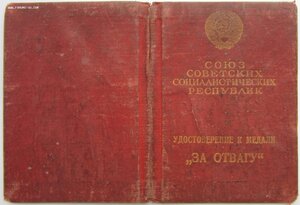 СОЮЗ
СОВЕТСКИХ
СОЦИАЛИСТИЧЕСКИХ
РЕСПУБЛИК
УДОСТОВЕРЕНИЕ К МЕДАЛИ
„ЗА ОТВАГУ“